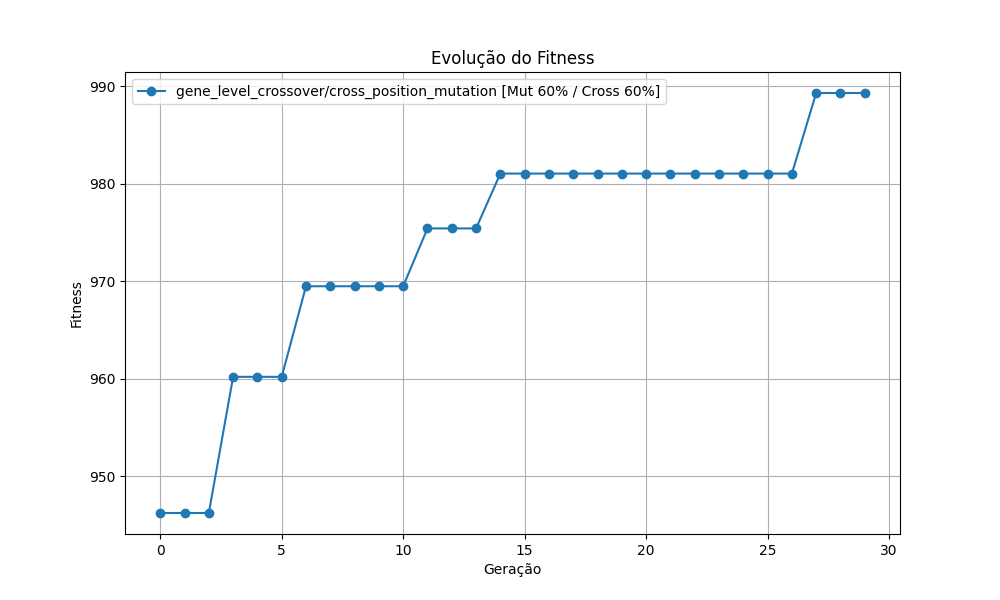 Evolução do Fitness
gene_level_crossover/cross_position_mutation [Mut 60% / Cross 60%]
990
980
970
960
950
Fitness
0 5 10 15 20 25 30
Geração